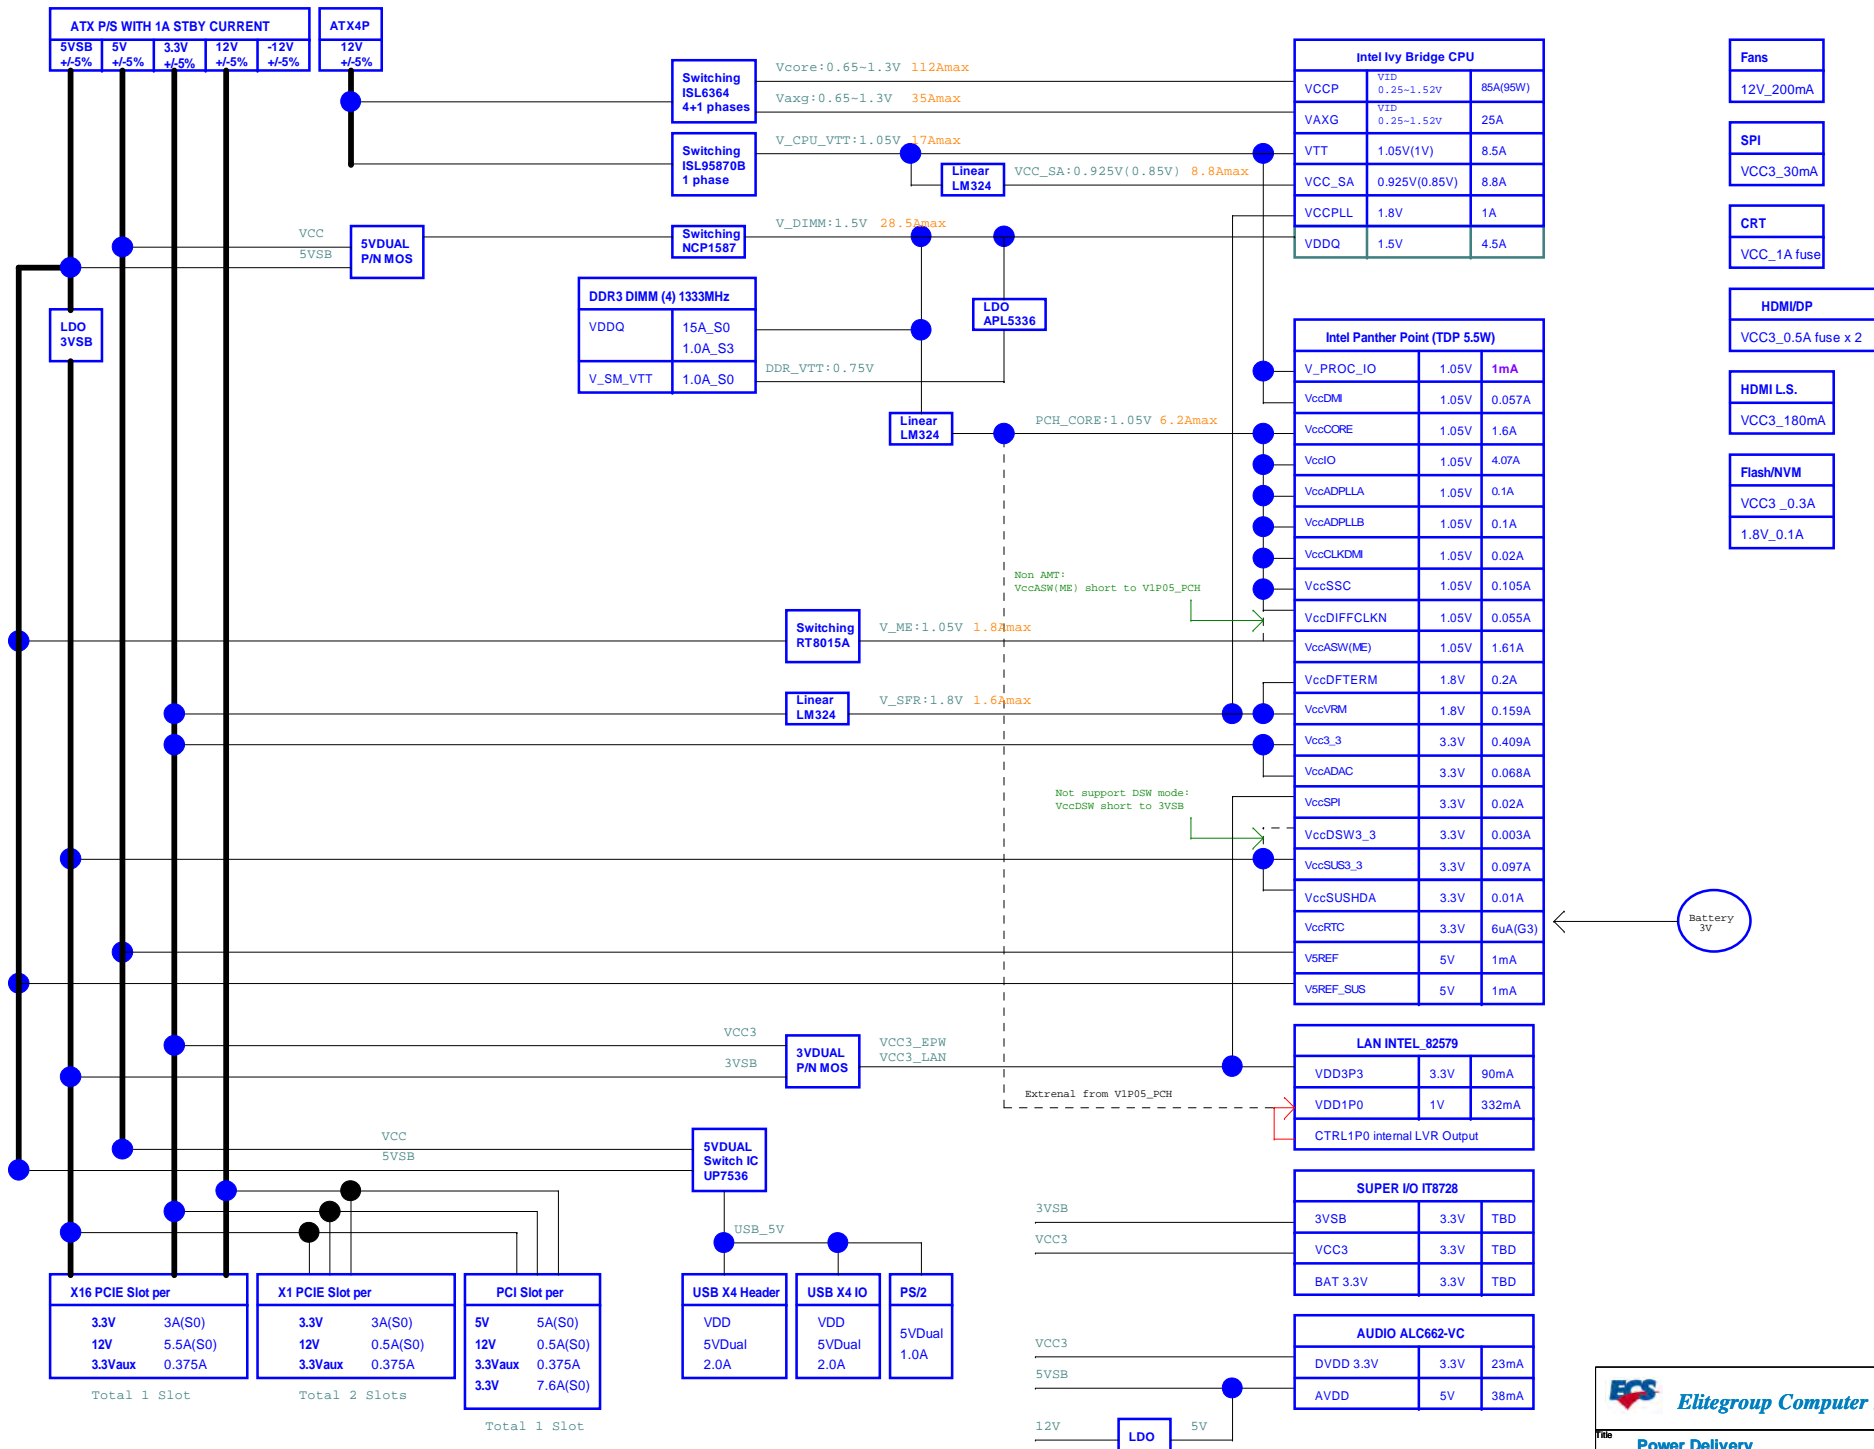 ATX P/S WITH 1A STBY CURRENT
5VSB 5V 3.3V 12V -12V
+/-5% +/-5% +/-5% +/-5% +/-5%
ATX4P
12V
+/-5%
Switching
ISL6364
4+1 phases
Vcore:0.65~1.3V 112Amax
Vaxg:0.65~1.3V 35Amax
Switching
ISL95870B
1 phase
V_CPU_VTT:1.05V 17Amax
Linear
LM324
VCC_SA:0.925V(0.85V) 8.8Amax
VCC
5VSB
5VDUAL
P/N MOS
Switching
NCP1587
V_DIMM:1.5V 28.5Amax
Intel Ivy Bridge CPU
VCCP VID 0.25~1.52V 85A(95W)
VAXG VID 0.25~1.52V 25A
VTT 1.05V(1V) 8.5A
VCC_SA 0.925V(0.85V) 8.8A
VCCPLL 1.8V 1A
VDDQ 1.5V 4.5A
Fans
12V_200mA
SPI
VCC3_30mA
CRT
VCC_1A fuse
HDMI/DP
VCC3_0.5A fuse x 2
HDMI L.S.
VCC3_180mA
Flash/NVM
VCC3 _0.3A
1.8V_0.1A
LDO
3VSB
DDR3 DIMM (4) 1333MHz
VDDQ 15A_S0
1.0A_S3
V_SM_VTT 1.0A_S0
DDR_VTT:0.75V
LDO
APL5336
Linear
LM324
PCH_CORE:1.05V 6.2Amax
Intel Panther Point (TDP 5.5W)
V_PROC_IO 1.05V 1mA
VccDMI 1.05V 0.057A
VccCORE 1.05V 1.6A
VccIO 1.05V 4.07A
VccADPLLA 1.05V 0.1A
VccADPLLB 1.05V 0.1A
VccCLKDMI 1.05V 0.02A
VccSSC 1.05V 0.105A
VccDIFFCLKN 1.05V 0.055A
VccASW(ME) 1.05V 1.61A
VccDFTERM 1.8V 0.2A
VccVRM 1.8V 0.159A
Vcc3_3 3.3V 0.409A
VccADAC 3.3V 0.068A
VccSPI 3.3V 0.02A
VccDSW3_3 3.3V 0.003A
VccSUS3_3 3.3V 0.097A
VccSUSHDA 3.3V 0.01A
VccRTC 3.3V 6uA(G3)
V5REF 5V 1mA
V5REF_SUS 5V 1mA
Non AMT:
VccASW(ME) short to V1P05_PCH
Switching
RT8015A
V_ME:1.05V 1.8Amax
Linear
LM324
V_SFR:1.8V 1.6Amax
Not support DSW mode:
VccDSW short to 3VSB
Battery
3V
VCC3
3VSB
3VDUAL
P/N MOS
VCC3_EPW
VCC3_LAN
Extrenal from V1P05_PCH
LAN INTEL_82579
VDD3P3 3.3V 90mA
VDD1P0 1V 332mA
CTRL1P0 internal LVR Output
VCC
5VSB
5VDUAL
Switch IC
UP7536
USB_5V
3VSB
VCC3
SUPER I/O IT8728
3VSB 3.3V TBD
VCC3 3.3V TBD
BAT 3.3V 3.3V TBD
X16 PCIE Slot per
3.3V 3A(S0)
12V 5.5A(S0)
3.3Vaux 0.375A
Total 1 Slot
X1 PCIE Slot per
3.3V 3A(S0)
12V 0.5A(S0)
3.3Vaux 0.375A
Total 2 Slots
PCI Slot per
5V 5A(S0)
12V 0.5A(S0)
3.3Vaux 0.375A
3.3V 7.6A(S0)
Total 1 Slot
USB X4 Header
VDD
5VDual
2.0A
USB X4 IO
VDD
5VDual
2.0A
PS/2
5VDual
1.0A
VCC3
5VSB
12V
LDO
5V
AUDIO ALC662-VC
DVDD 3.3V 3.3V 23mA
AVDD 5V 38mA
ECS Elitegroup Computer
Title
Power Delivery